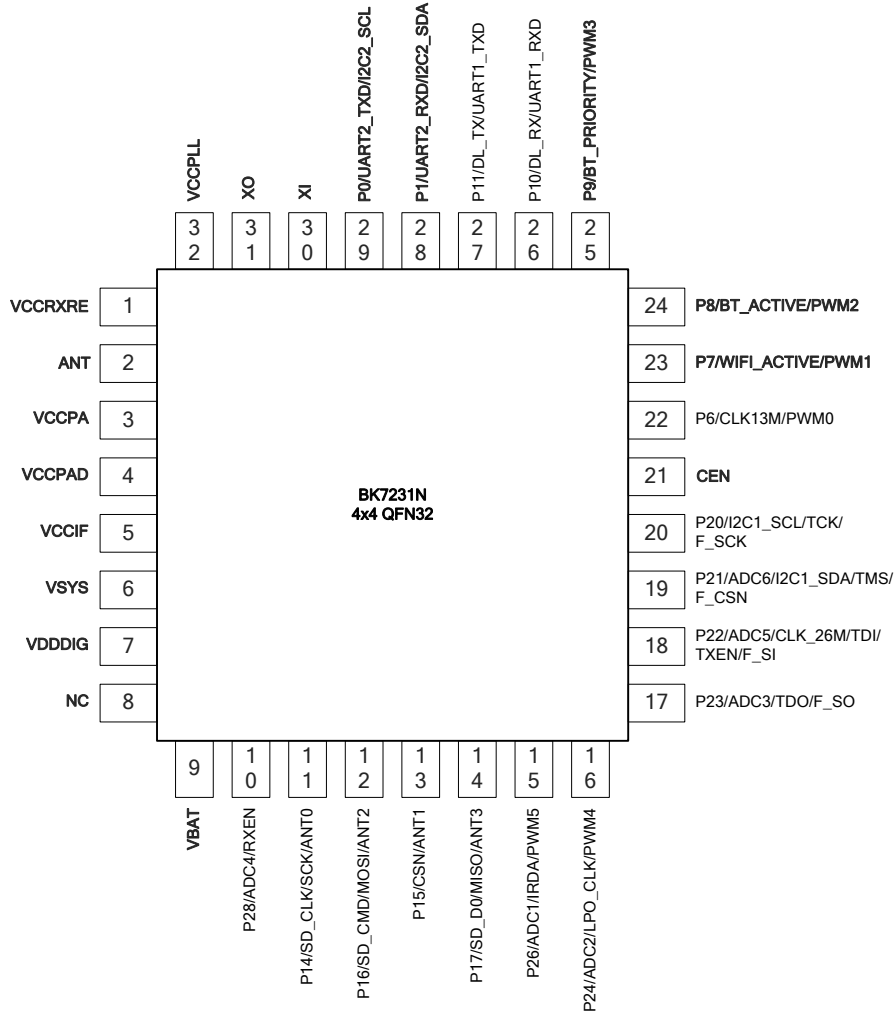 VCCPLL
XO
XI
P0/UART2_TXD/I2C2_SCL
P1/UART2_RXD/I2C2_SDA
P11/DL_TX/UART1_TXD
P10/DL_RX/UART1_RXD
P9/BT_PRIORITY/PWM3
32
31
30
29
28
27
26
25
VCCRXRE 1
ANT 2
VCCPA 3
VCCPAD 4
VCCIF 5
VSYS 6
VDDDIG 7
NC 8
BK7231N
4x4 QFN32
24 P8/BT_ACTIVE/PWM2
23 P7/WIFI_ACTIVE/PWM1
22 P6/CLK13M/PWM0
21 CEN
20 P20/I2C1_SCL/TCK/
F_SCK
19 P21/ADC6/I2C1_SDA/TMS/
F_CSN
18 P22/ADC5/CLK_26M/TDI/
TXEN/F_SI
17 P23/ADC3/TDO/F_SO
9
10
11
12
13
14
15
16
VBAT
P28/ADC4/RXEN
P14/SD_CLK/SCK/ANT0
P16/SD_CMD/MOSI/ANT2
P15/CSN/ANT1
P17/SD_D0/MISO/ANT3
P26/ADC1/IRDA/PWM5
P24/ADC2/LPO_CLK/PWM4